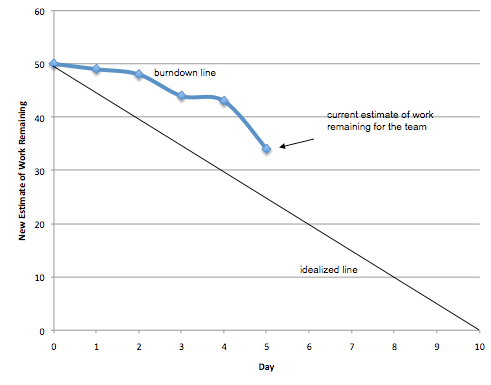 60
50
40
30
20
10
0
New Estimate of Work Remaining
burndown line
current estimate of work
remaining for the team
idealized line
0 1 2 3 4 5 6 7 8 9 10
Day